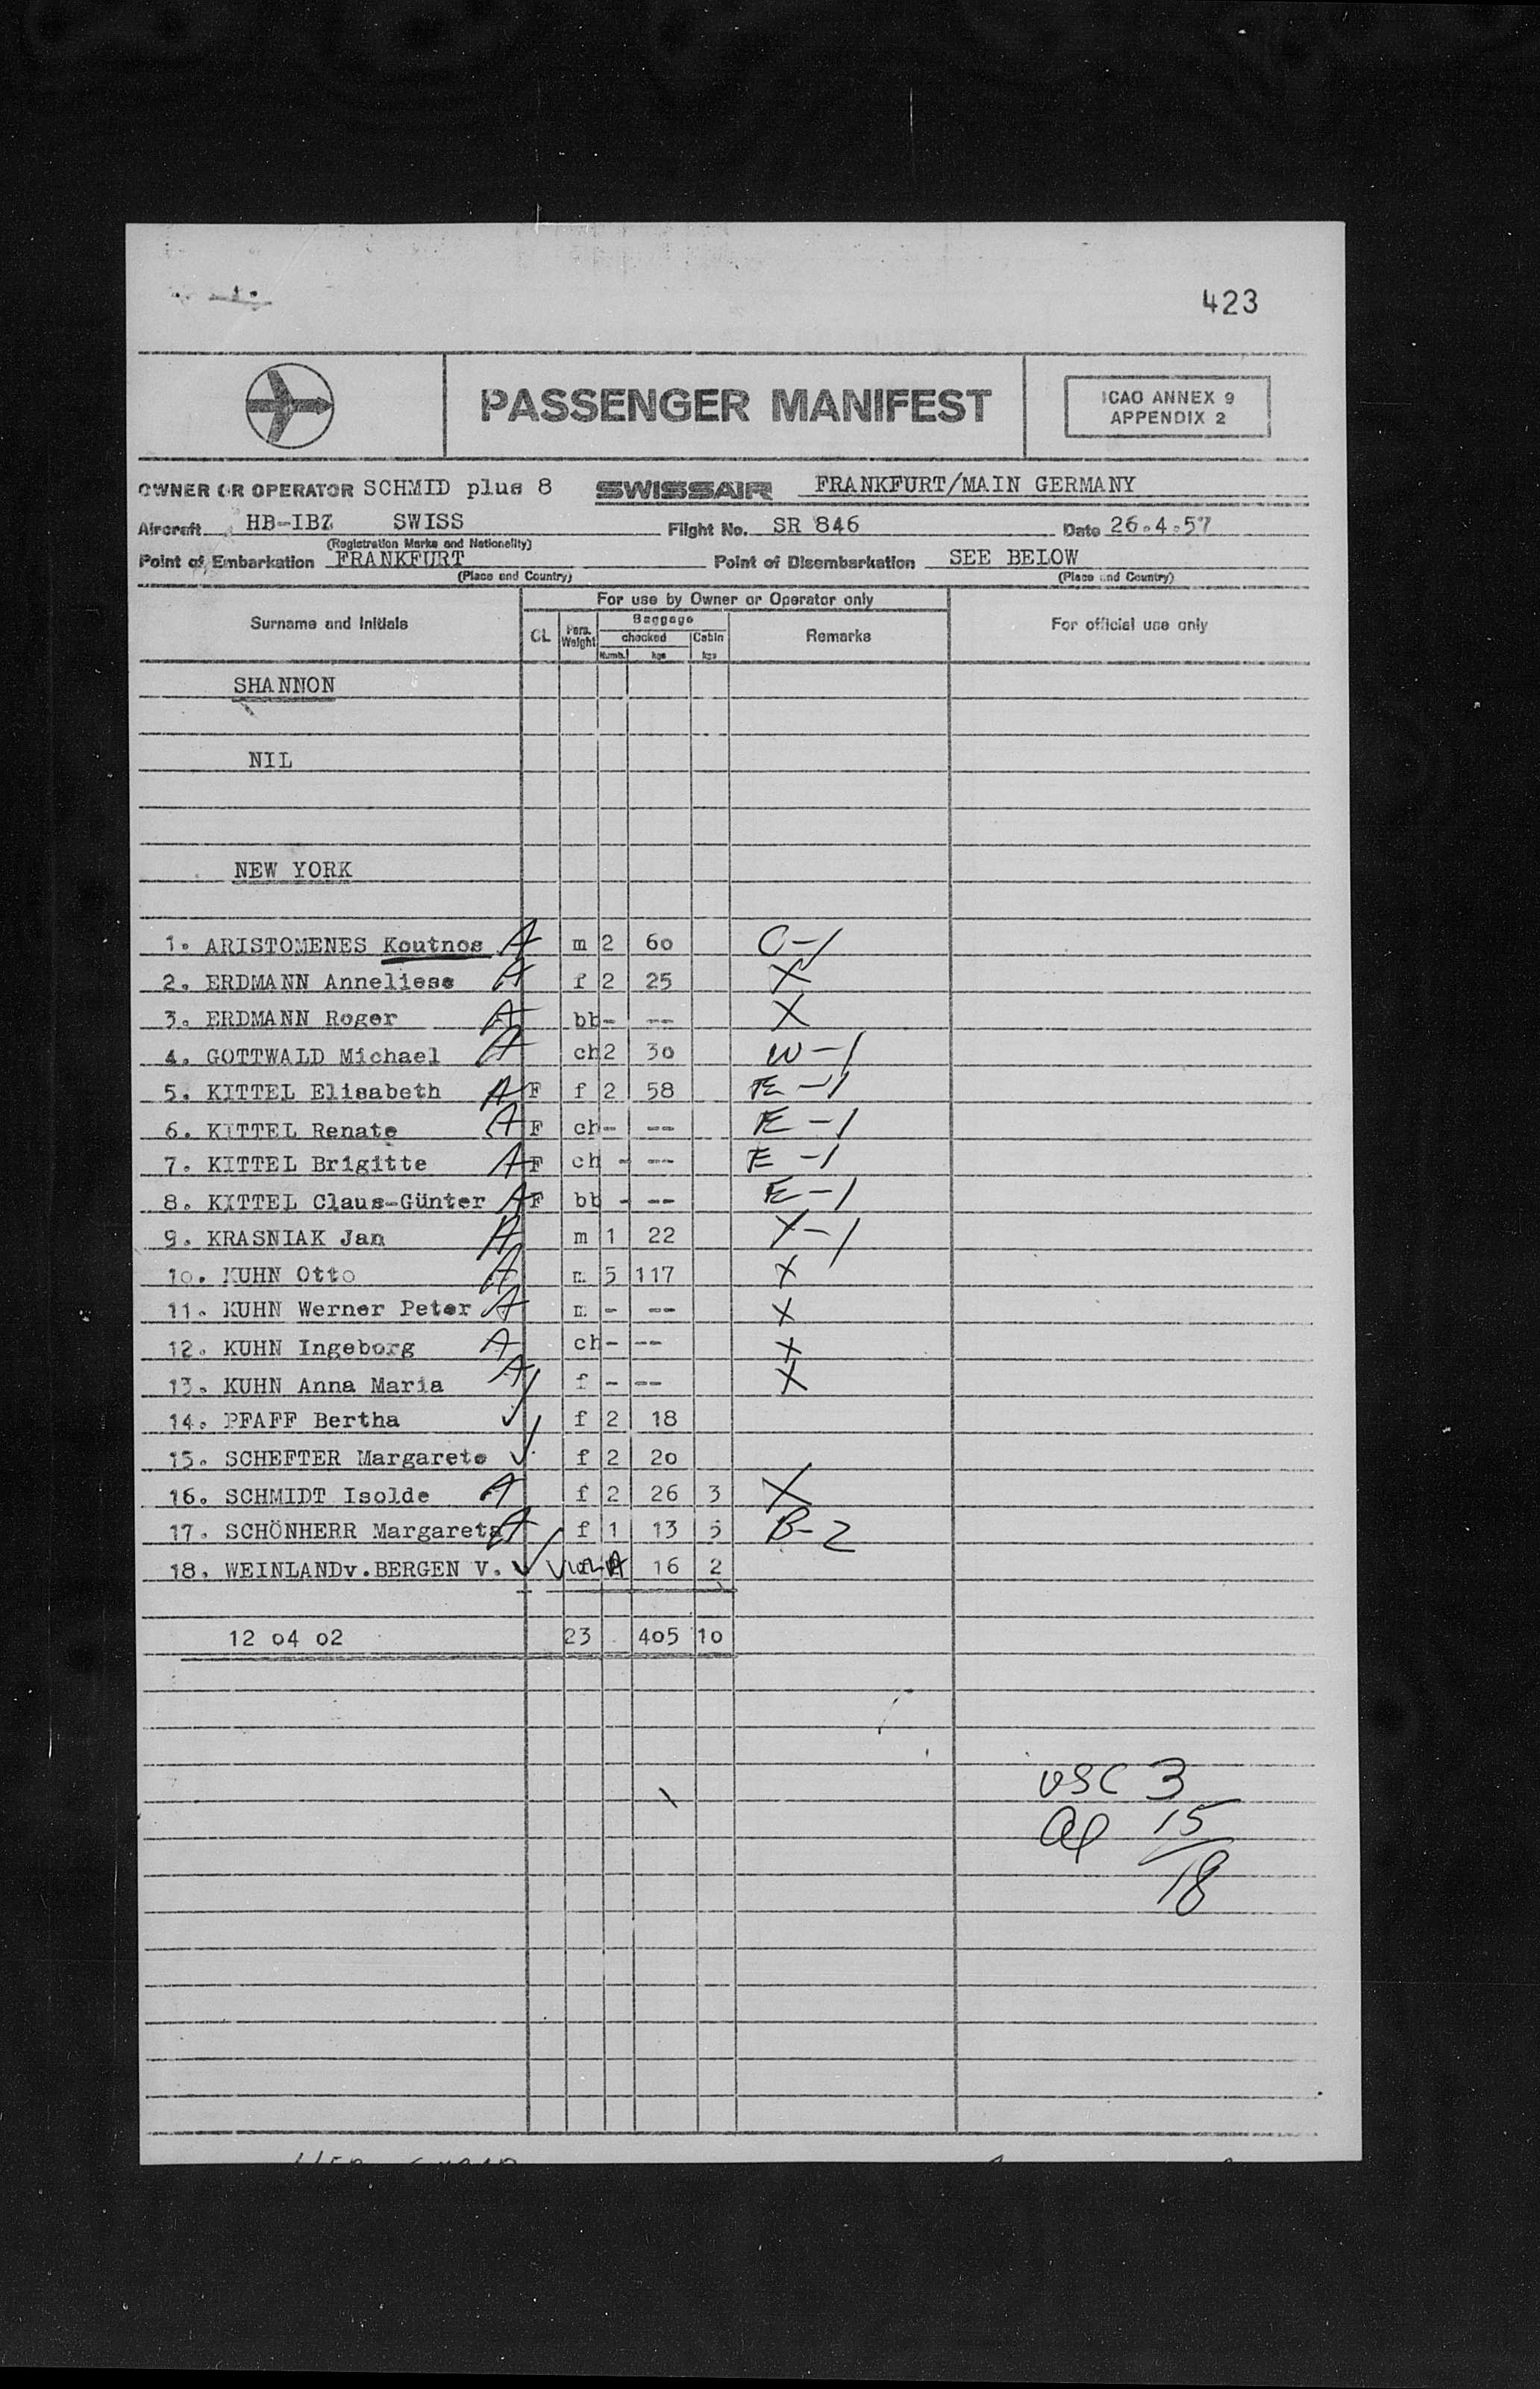 423
PASSENGER MANIFEST
ICAO ANNEX 9
APPENDIX 2
OWNER OR OPERATOR SCHMID plus 8 SWISSAIR FRANKFURT/MAIN GERMANY
Aircraft HB-IBZ SWISS Flight No. SR 846 Date 26.4.57
(Registration Marks and Nationality)
Point of Embarkation FRANKFURT Point of Disembarkation SEE BELOW
(Place and Country) (Place and Country)
For use by Owner or Operator only
Surname and Initials CL Pers. Weight Baggage Remarks For official use only
checked Cabin
Numb. kgs kgs
SHANNON
NIL
NEW YORK
1. ARISTOMENES Koutnos A m 2 60 C-1
2. ERDMANN Anneliese A f 2 25 X
3. ERDMANN Roger A bb - -- X
4. GOTTWALD Michael A ch 2 30 W-1
5. KITTEL Elisabeth A F f 2 58 E-1
6. KITTEL Renate A F ch - -- E-1
7. KITTEL Brigitte A F ch - -- E-1
8. KITTEL Claus-Günter A F bb - -- E-1
9. KRASNIAK Jan A m 1 22 Y-1
10. KUHN Otto A m 5 117 X
11. KUHN Werner Peter A m - -- X
12. KUHN Ingeborg A ch - -- X
13. KUHN Anna Maria A f - -- X
14. PFAFF Bertha ✓ f 2 18
15. SCHEFTER Margarete ✓ f 2 20
16. SCHMIDT Isolde A f 2 26 3 X
17. SCHÖNHERR Margarete A f 1 13 5 B-2
18. WEINLANDv.BERGEN V. ✓ 16 2
12 04 02 23 405 10
USC 3
Al 15
18